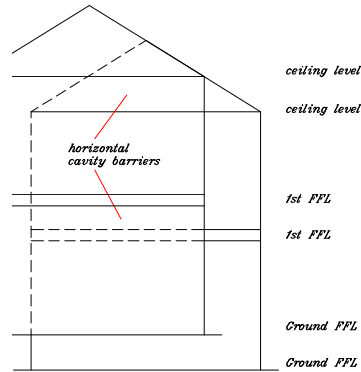 ceiling level
ceiling level
horizontal
cavity barriers
1st FFL
1st FFL
Ground FFL
Ground FFL